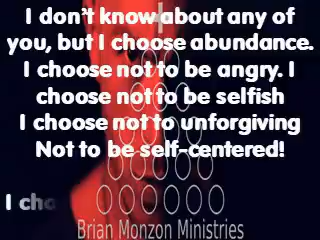 I don't know about any of
you, but I choose abundance.
I choose not to be angry. I
choose not to be selfish
I choose not to unforgiving
Not to be self-centered!
I cho
Brian Monzon Ministries